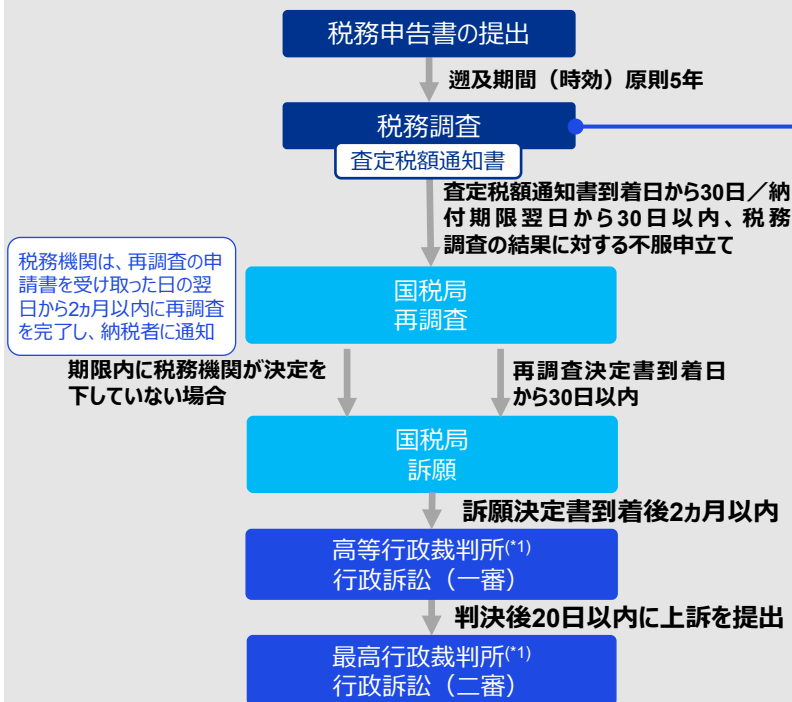 税務申告書の提出
遡及期間（時効）原則5年
税務調査
査定税額通知書
査定税額通知書到着日から30日／納
付期限翌日から30日以内、税務
調査の結果に対する不服申立て
税務機関は、再調査の申
請書を受け取った日の翌
日から2ヵ月以内に再調査
を完了し、納税者に通知
国税局
再調査
期限内に税務機関が決定を
下していない場合
再調査決定書到着日
から30日以内
国税局
訴願
訴願決定書到着後2ヵ月以内
高等行政裁判所(*1)
行政訴訟（一審）
判決後20日以内に上訴を提出
最高行政裁判所(*1)
行政訴訟（二審）